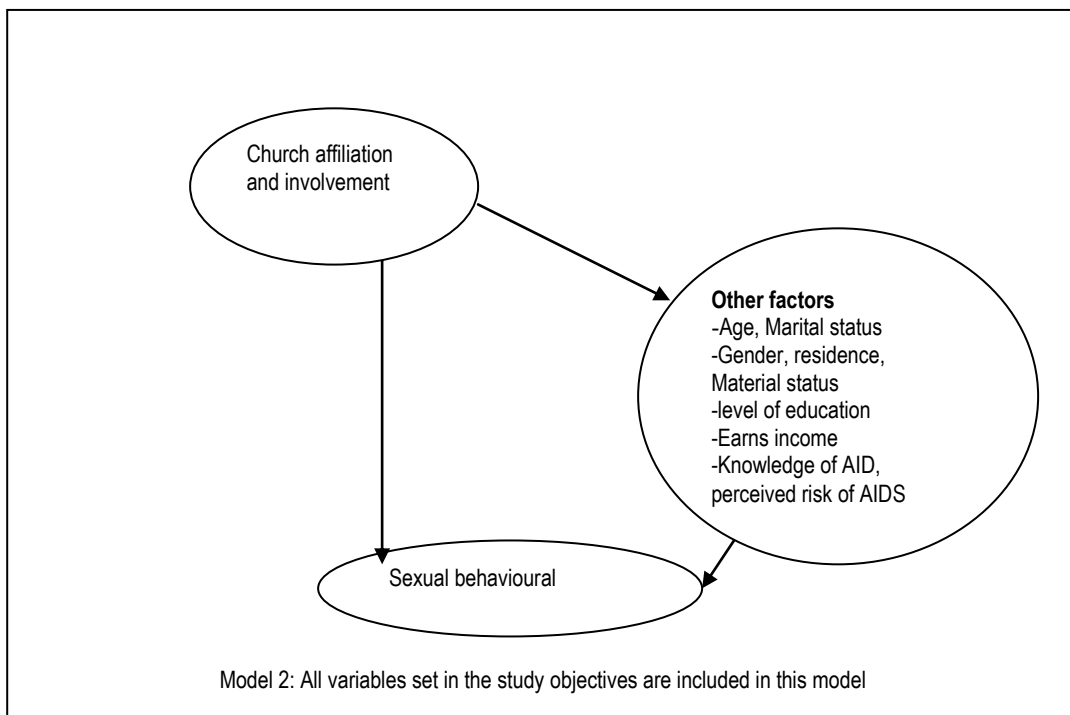 Church affiliation
and involvement
Other factors
-Age, Marital status
-Gender, residence,
Material status
-level of education
-Earns income
-Knowledge of AID,
perceived risk of AIDS
Sexual behavioural
Model 2: All variables set in the study objectives are included in this model